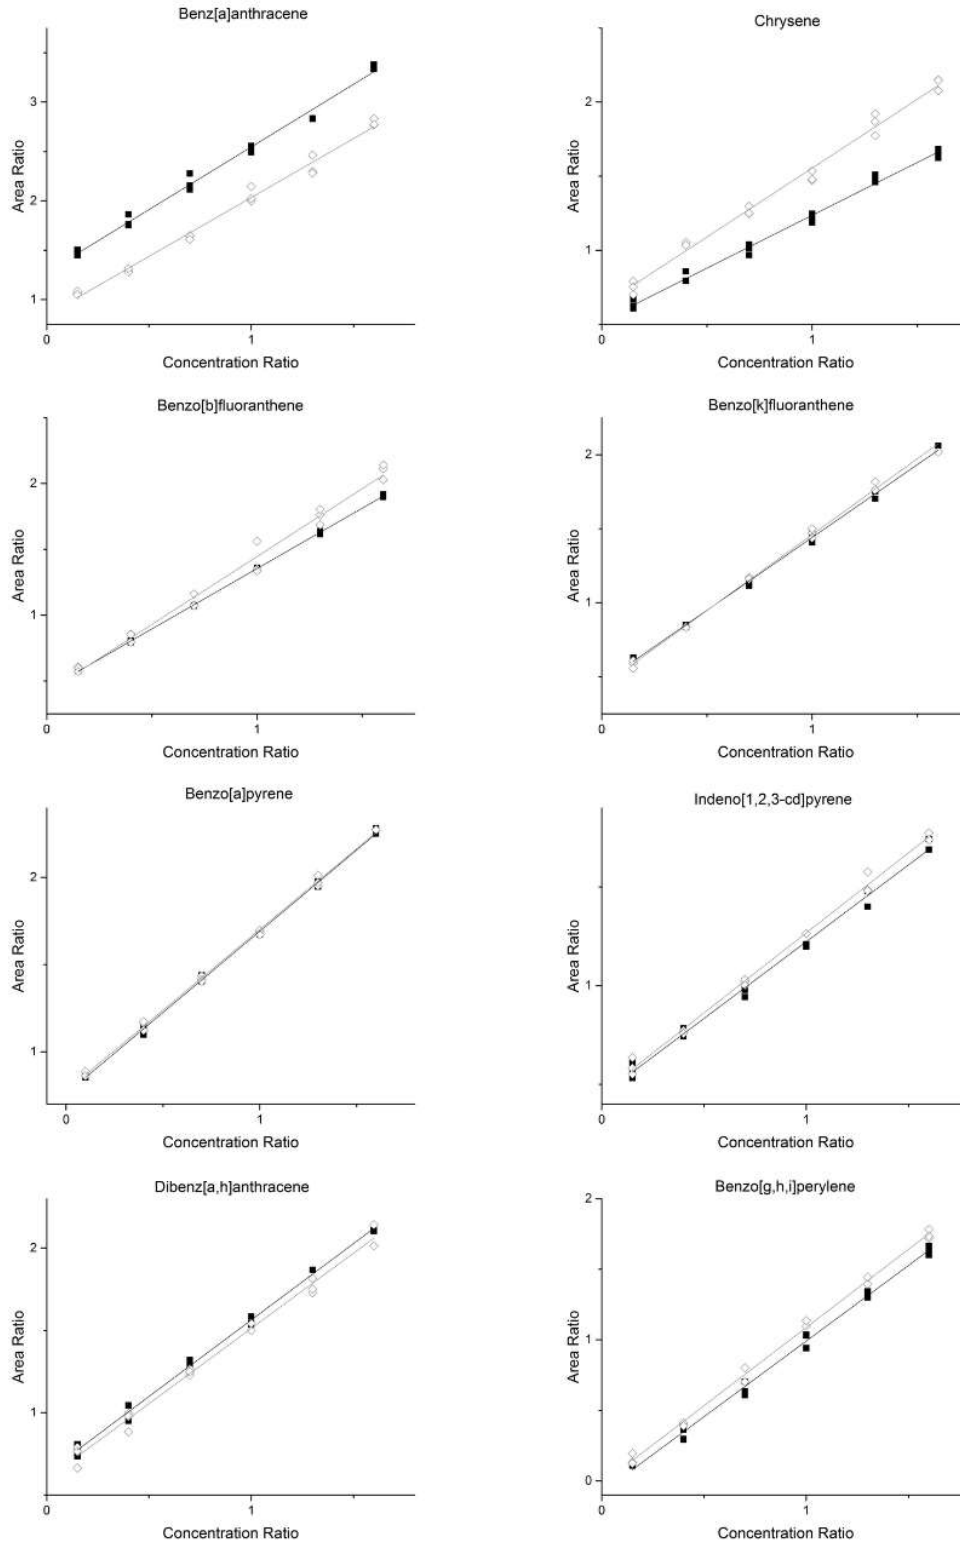 Benz[a]anthracene
Area Ratio
3
2
1
0
1
Concentration Ratio
Chrysene
Area Ratio
2
1
0
1
Concentration Ratio
Benzo[b]fluoranthene
Area Ratio
2
1
0
1
Concentration Ratio
Benzo[k]fluoranthene
Area Ratio
2
1
0
1
Concentration Ratio
Benzo[a]pyrene
Area Ratio
2
1
0
1
Concentration Ratio
Indeno[1,2,3-cd]pyrene
Area Ratio
1
0
1
Concentration Ratio
Dibenz[a,h]anthracene
Area Ratio
2
1
0
1
Concentration Ratio
Benzo[g,h,i]perylene
Area Ratio
2
1
0
0
1
Concentration Ratio